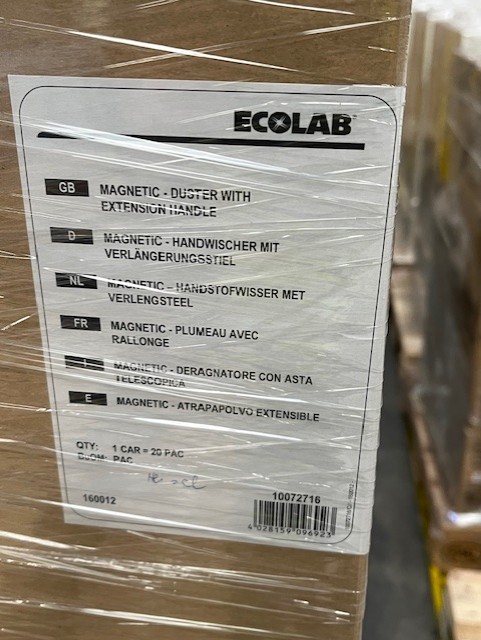 ECOLAB®
GB MAGNETIC - DUSTER WITH
EXTENSION HANDLE
D MAGNETIC - HANDWISCHER MIT
VERLÄNGERUNGSSTIEL
NL MAGNETIC – HANDSTOFWISSER MET
VERLENGSTEEL
FR MAGNETIC - PLUMEAU AVEC
RALLONGE
I MAGNETIC - DERAGNATORE CON ASTA
TELESCOPICA
E MAGNETIC - ATRAPAPOLVO EXTENSIBLE
QTY: 1 CAR = 20 PAC
BUOM: PAC
160012
10072716
4 028159 096923